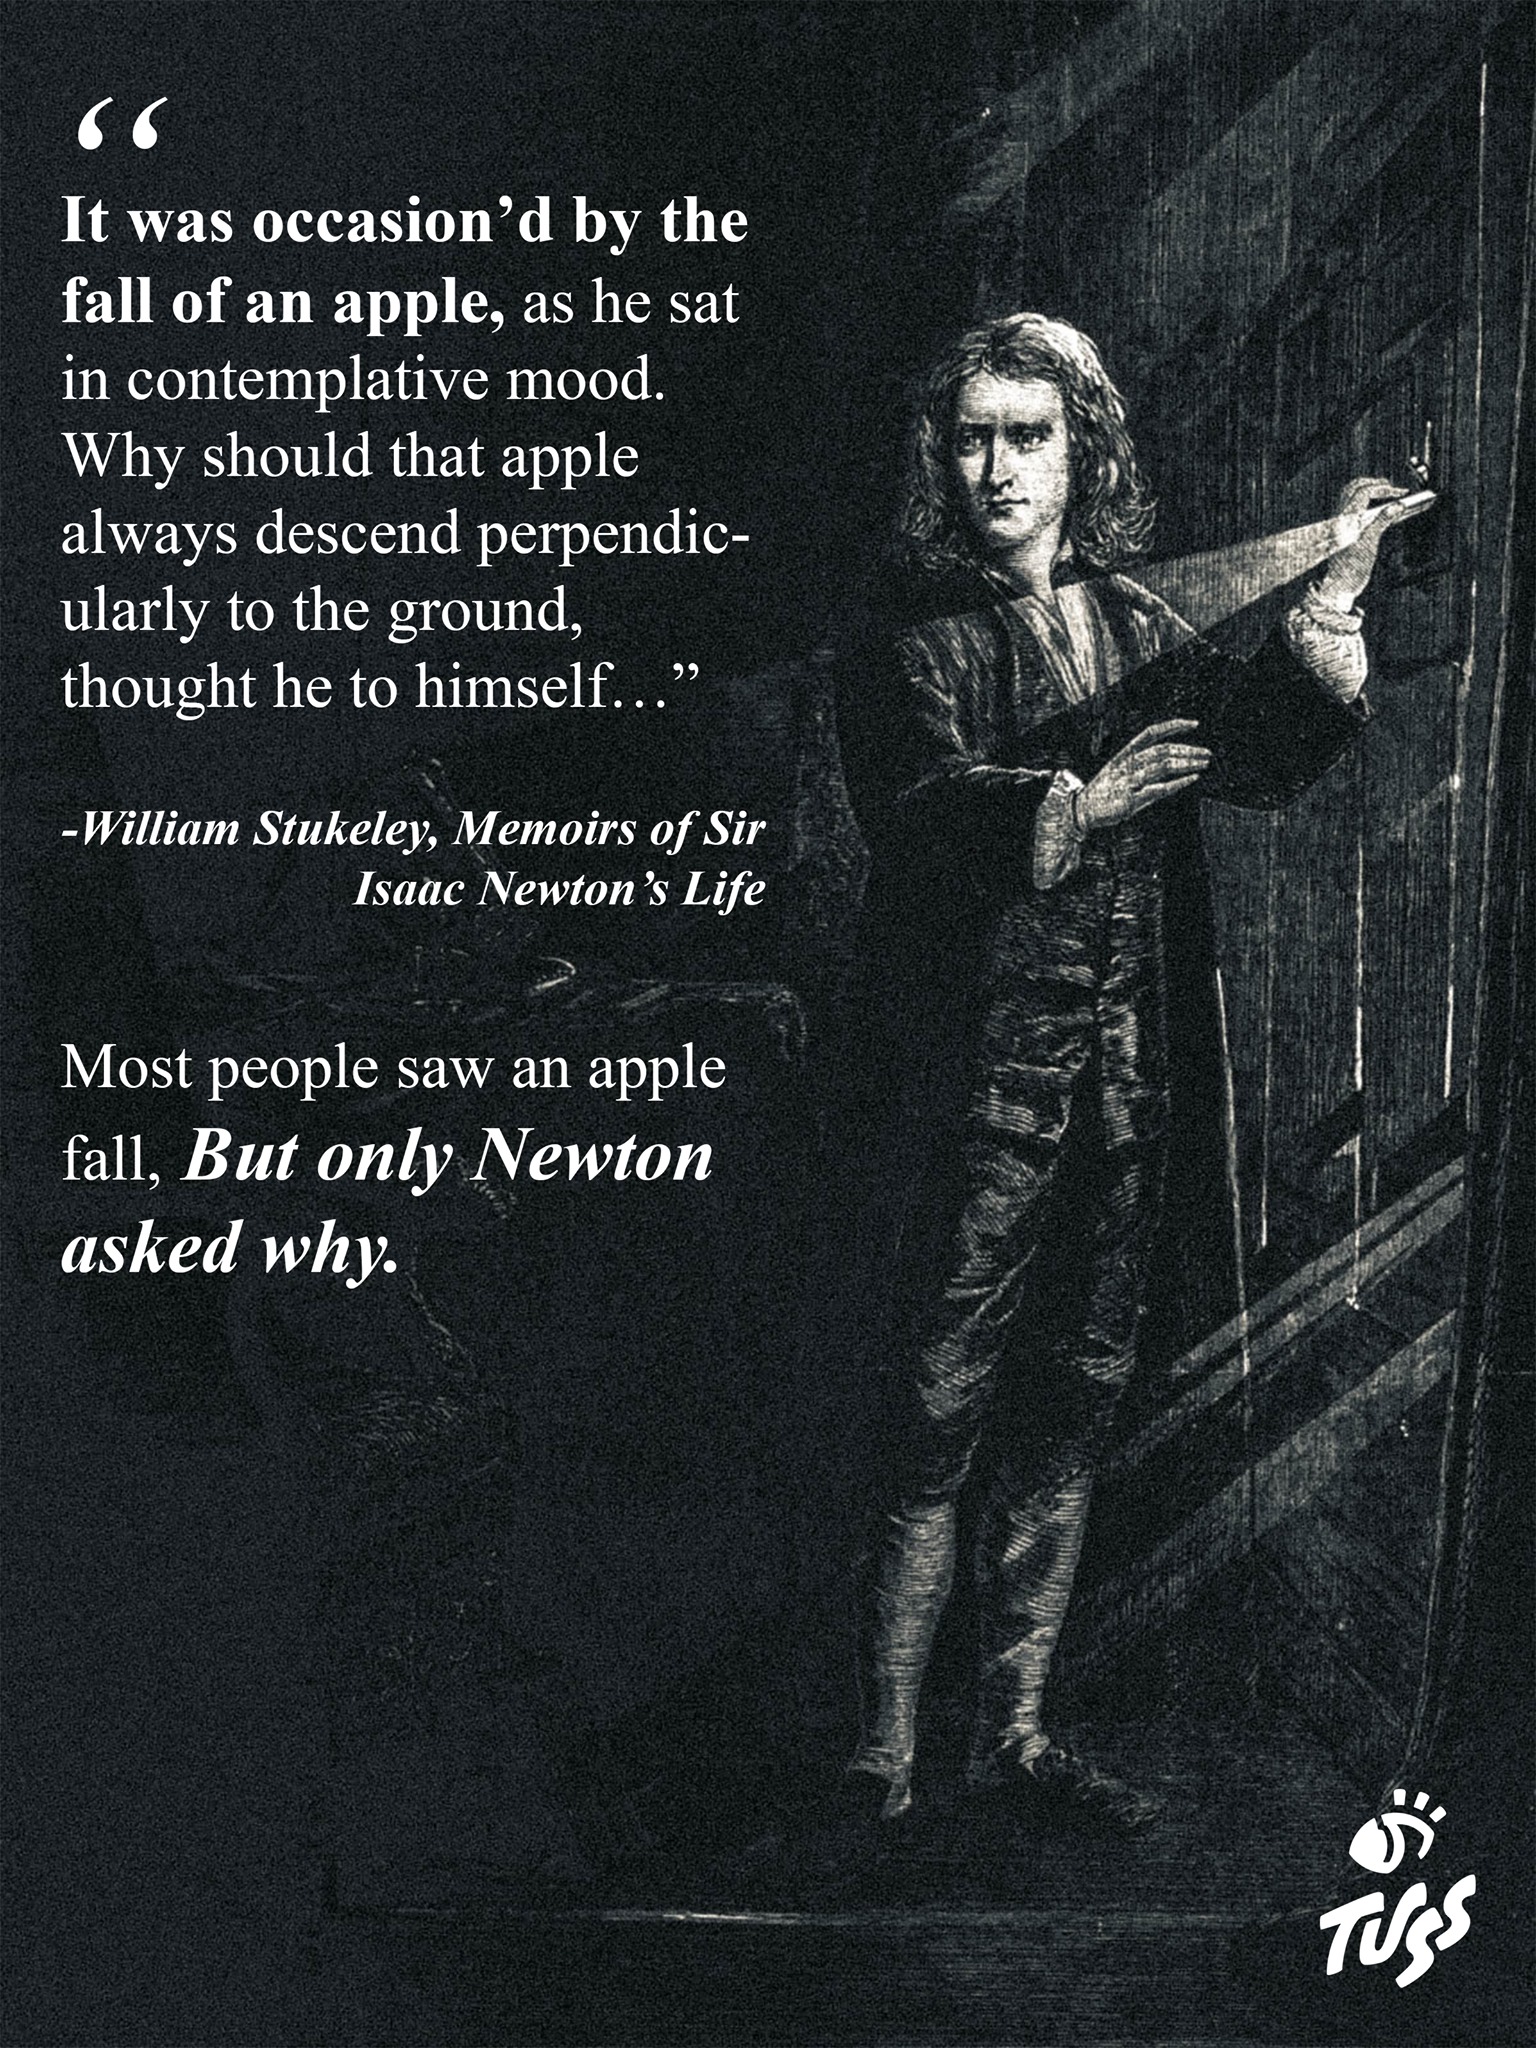 “
It was occasion’d by the
fall of an apple, as he sat
in contemplative mood.
Why should that apple
always descend perpendic-
ularly to the ground,
thought he to himself…”
-William Stukeley, Memoirs of Sir
Isaac Newton’s Life
Most people saw an apple
fall, But only Newton
asked why.
TUSS